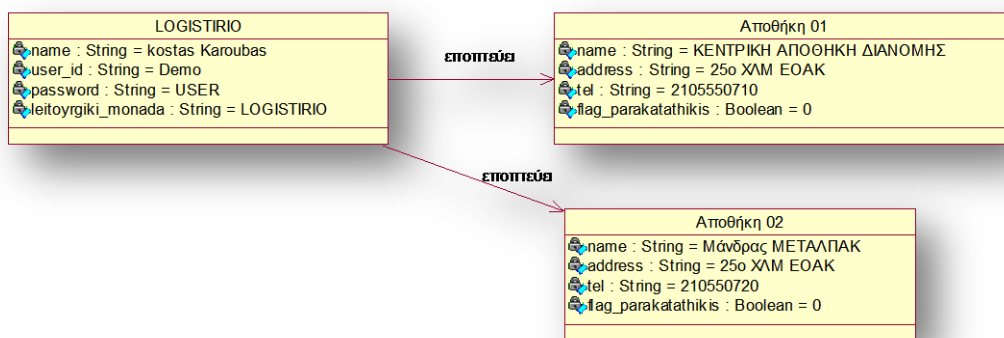 LOGISTIRIO
name : String = kostas Karoubas
user_id : String = Demo
password : String = USER
leitoyrgiki_monada : String = LOGISTIRIO
εποπτεύει
Αποθήκη 01
name : String = ΚΕΝΤΡΙΚΗ ΑΠΟΘΗΚΗ ΔΙΑΝΟΜΗΣ
address : String = 25ο ΧΛΜ ΕΟΑΚ
tel : String = 2105550710
flag_parakatathikis : Boolean = 0
εποπτεύει
Αποθήκη 02
name : String = Μάνδρας ΜΕΤΑΛΠΑΚ
address : String = 25ο ΧΛΜ ΕΟΑΚ
tel : String = 210550720
flag_parakatathikis : Boolean = 0